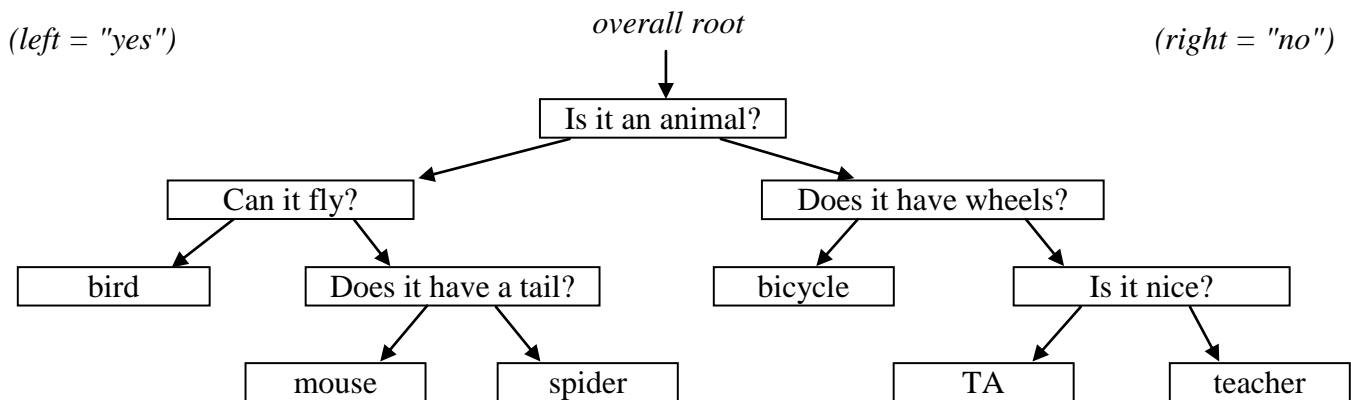 overall root
(left = "yes")
(right = "no")
Is it an animal?
Can it fly?
Does it have wheels?
bird
Does it have a tail?
bicycle
Is it nice?
mouse
spider
TA
teacher